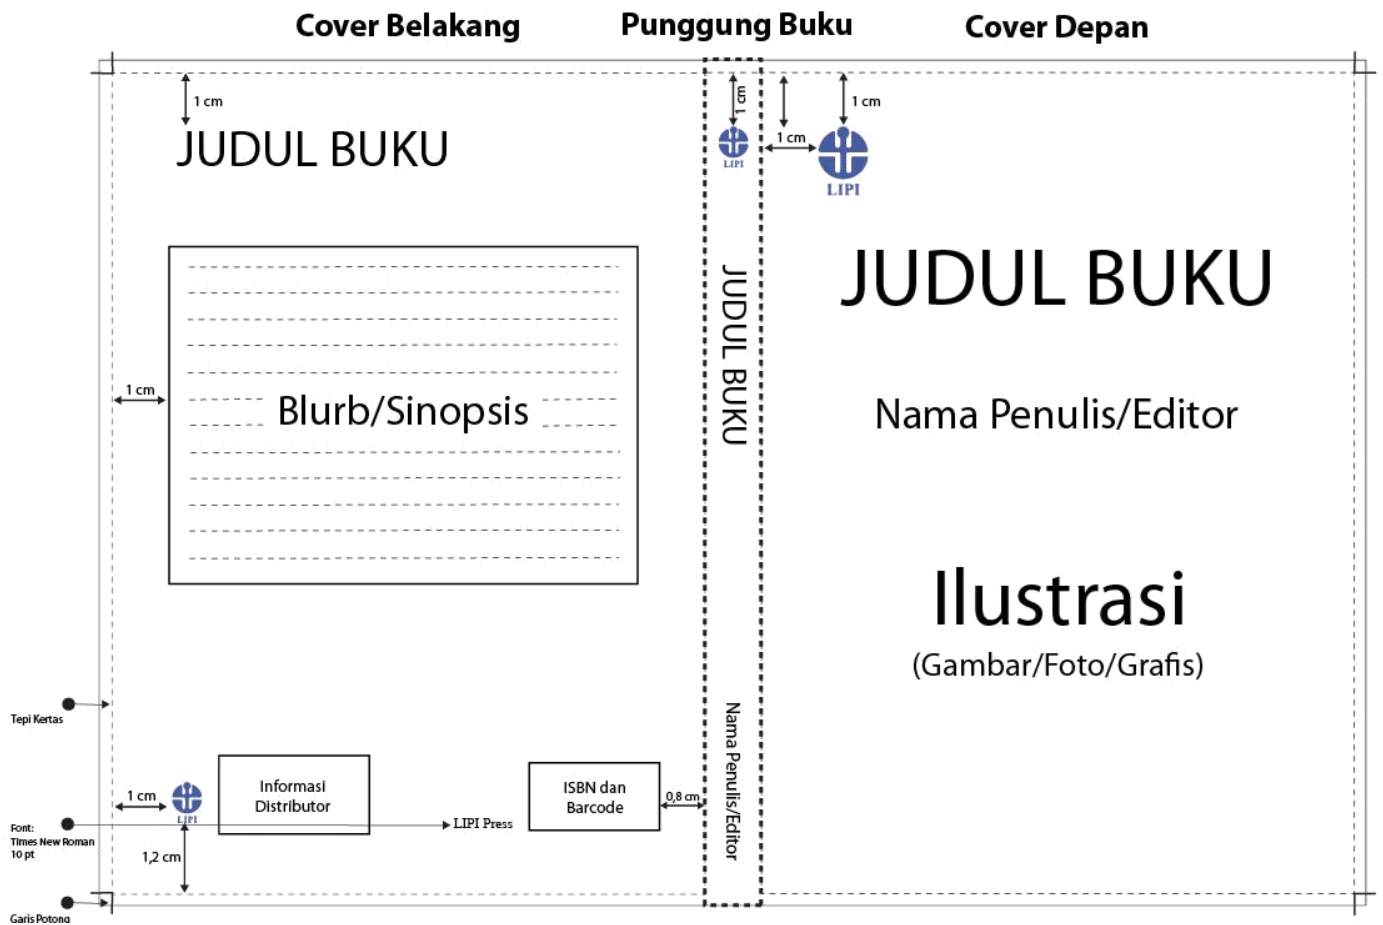 Cover Belakang
Punggung Buku
Cover Depan
1 cm
JUDUL BUKU
1 cm
Blurb/Sinopsis
Tepi Kertas
1 cm
LIPI
Informasi
Distributor
ISBN dan
Barcode
0,8 cm
Font:
Times New Roman
10 pt
LIPI Press
1,2 cm
Garis Potong
1 cm
LIPI
JUDUL BUKU
Nama Penulis/Editor
1 cm
1 cm
LIPI
JUDUL BUKU
Nama Penulis/Editor
Ilustrasi
(Gambar/Foto/Grafis)